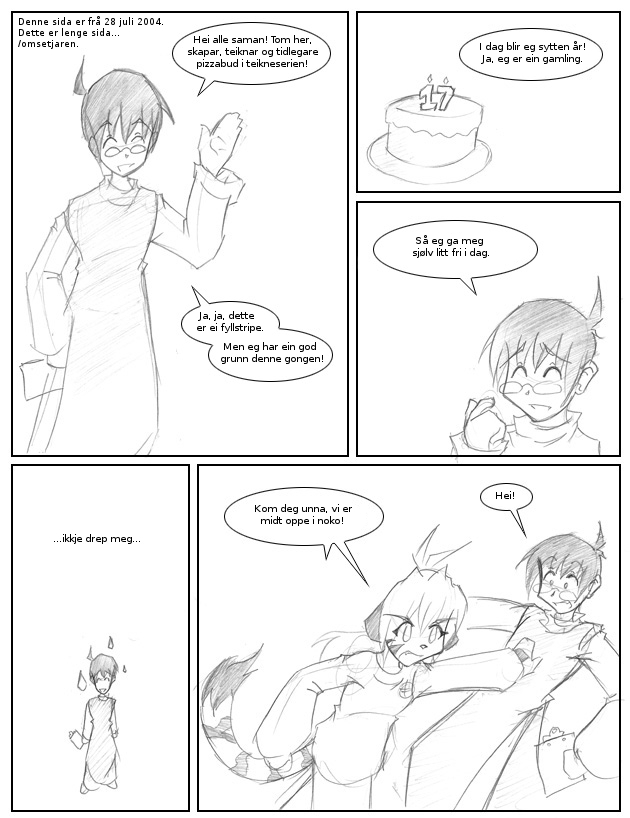 Denne sida er frå 28 juli 2004.
Dette er lenge sida...
/omsetjaren.
Hei alle saman! Tom her,
skapar, teiknar og tidlegare
pizzabud i teikneserien!
Ja, ja, dette
er ei fyllstripe.
Men eg har ein god
grunn denne gongen!
I dag blir eg sytten år!
Ja, eg er ein gamling.
17
Så eg ga meg
sjølv litt fri i dag.
...ikkje drep meg...
Kom deg unna, vi er
midt oppe i noko!
Hei!